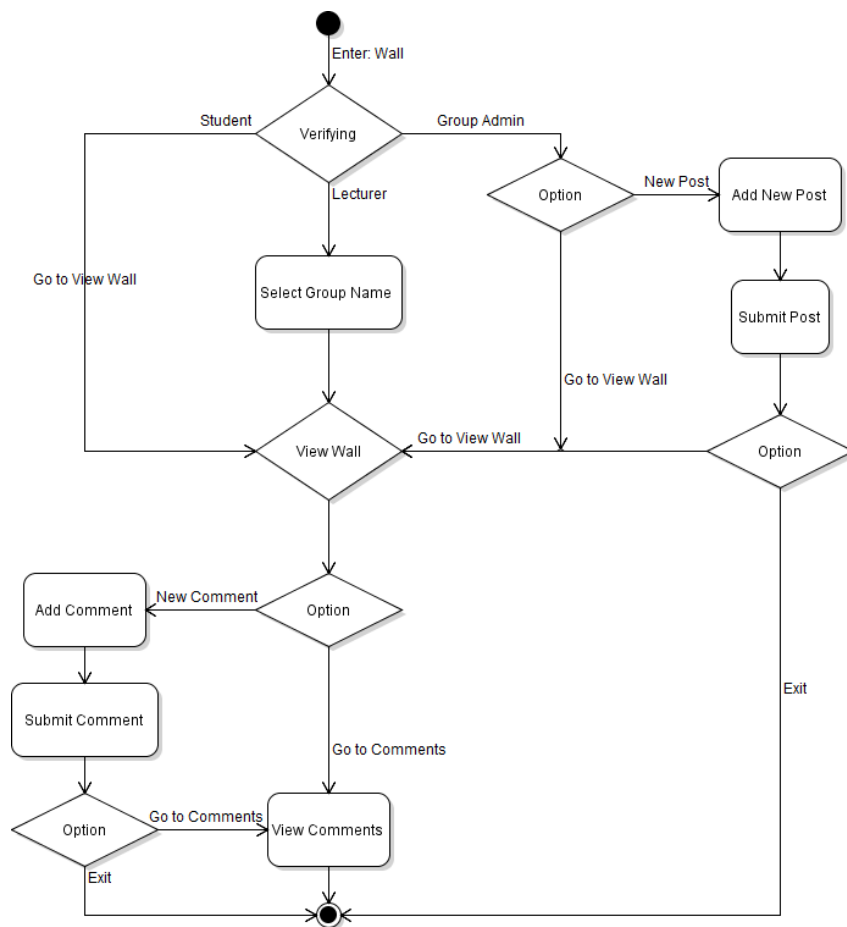 Enter: Wall
Student
Verifying
Group Admin
Lecturer
Option
New Post
Add New Post
Go to View Wall
Select Group Name
Submit Post
Go to View Wall
View Wall
Go to View Wall
Option
Add Comment
New Comment
Option
Submit Comment
Exit
Go to Comments
Option
Go to Comments
View Comments
Exit